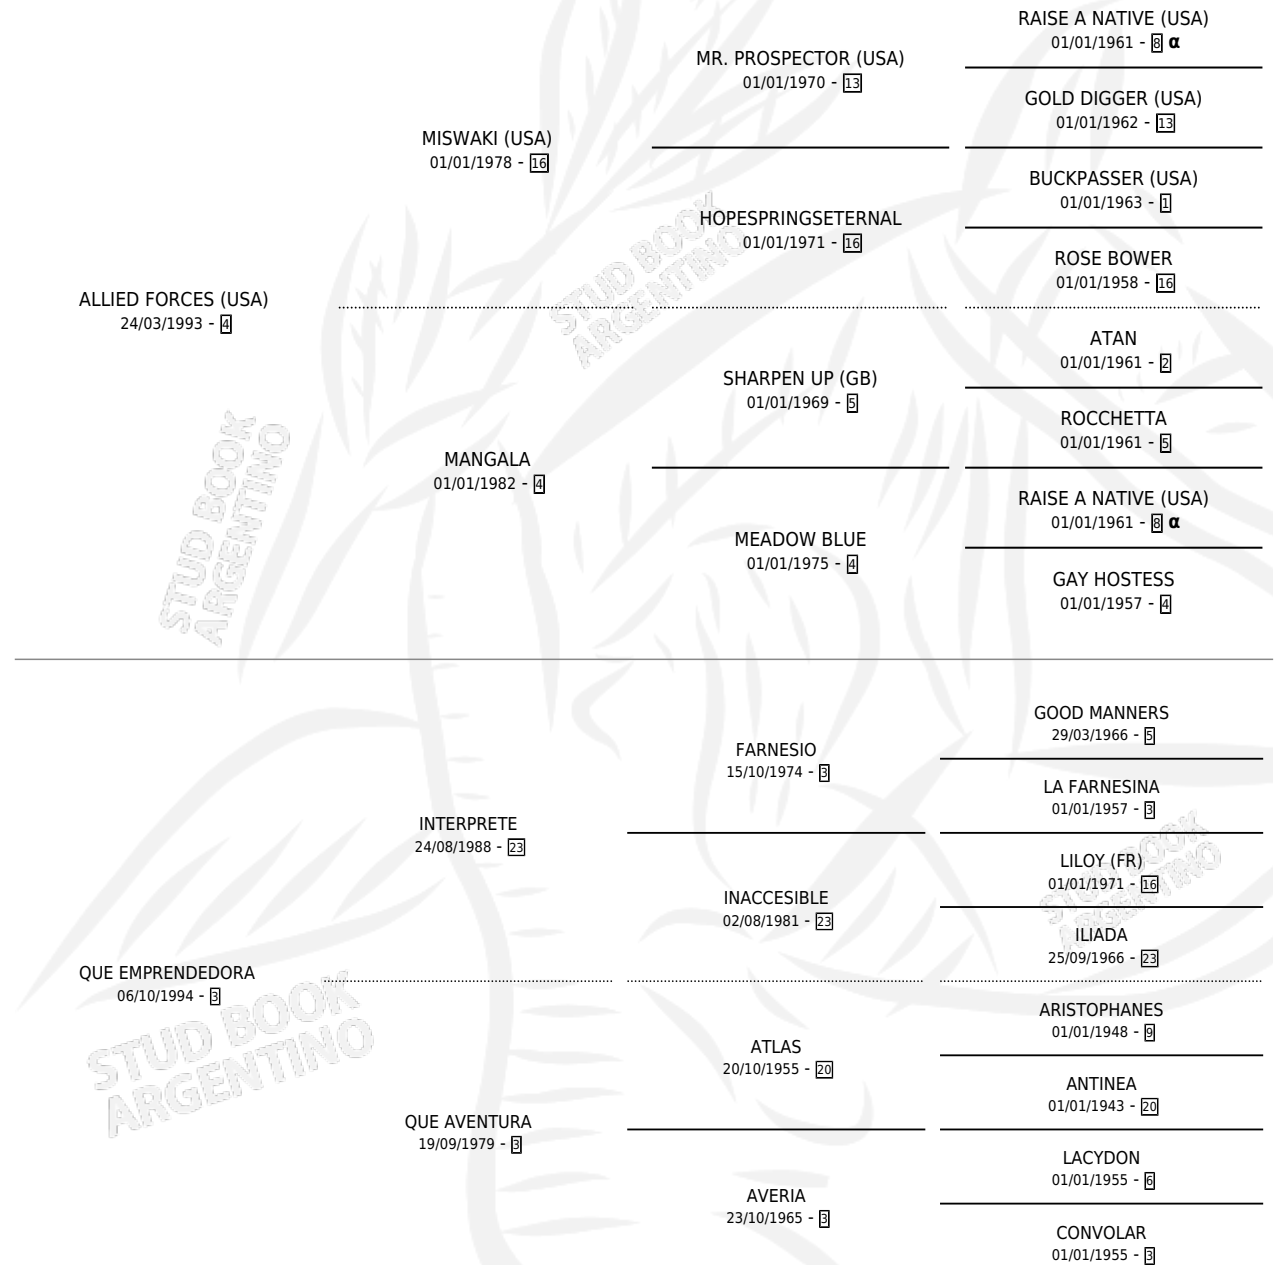 RAISE A NATIVE (USA)
01/01/1961 - 8 α
MR. PROSPECTOR (USA)
01/01/1970 - 13
GOLD DIGGER (USA)
01/01/1962 - 13
MISWAKI (USA)
01/01/1978 - 16
BUCKPASSER (USA)
01/01/1963 - 1
HOPESPRINGSETERNAL
01/01/1971 - 16
ROSE BOWER
01/01/1958 - 16
ALLIED FORCES (USA)
24/03/1993 - 4
ATAN
01/01/1961 - 2
SHARPEN UP (GB)
01/01/1969 - 5
ROCCHETTA
01/01/1961 - 5
MANGALA
01/01/1982 - 4
RAISE A NATIVE (USA)
01/01/1961 - 8 α
MEADOW BLUE
01/01/1975 - 4
GAY HOSTESS
01/01/1957 - 4
GOOD MANNERS
29/03/1966 - 5
FARNESIO
15/10/1974 - 3
LA FARNESINA
01/01/1957 - 3
INTERPRETE
24/08/1988 - 23
LILOY (FR)
01/01/1971 - 16
INACCESIBLE
02/08/1981 - 23
ILIADA
25/09/1966 - 23
QUE EMPRENDEDORA
06/10/1994 - 3
ARISTOPHANES
01/01/1948 - 9
ATLAS
20/10/1955 - 20
ANTINEA
01/01/1943 - 20
QUE AVENTURA
19/09/1979 - 3
LACYDON
01/01/1955 - 6
AVERIA
23/10/1965 - 3
CONVOLAR
01/01/1955 - 3
STUD BOOK
ARGENTINO
STUD BOOK
ARGENTINO
STUD BOOK
ARGENTINO
STUD BOOK
ARGENTINO